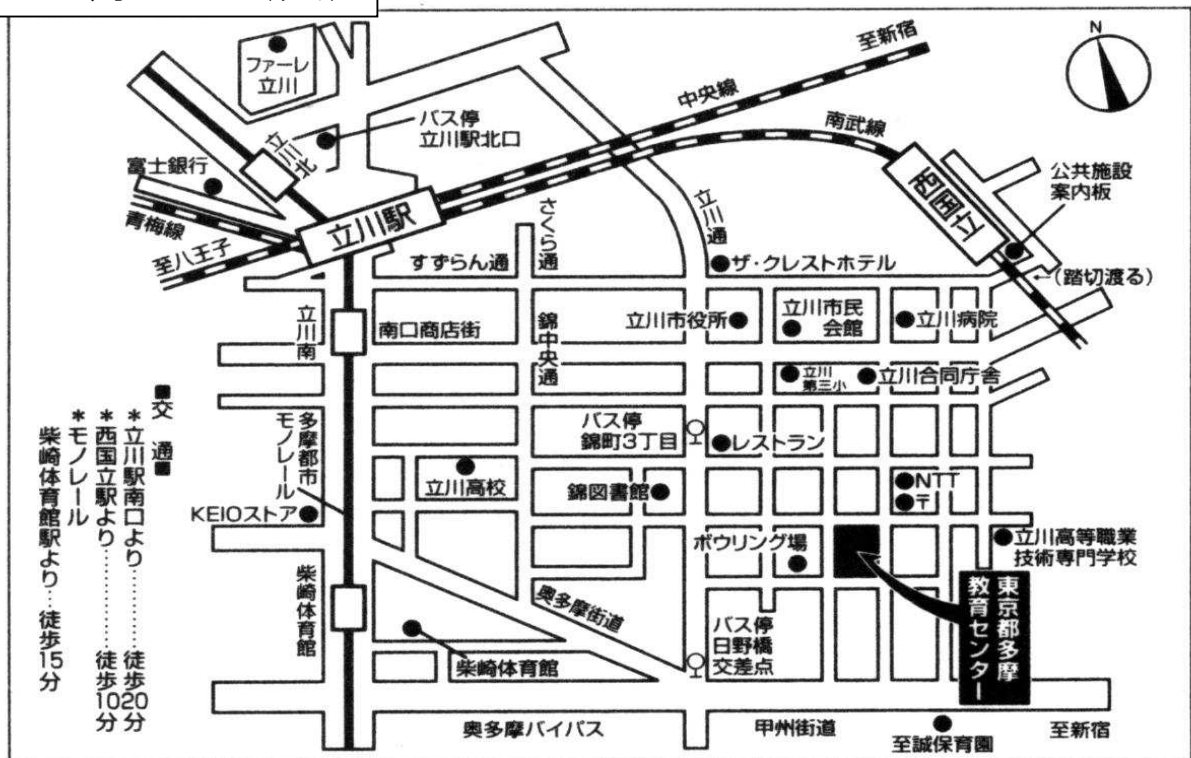 ファーレ
立川
バス停
立川駅北口
立川北
富士銀行
青梅線
至八王子
立川駅
至新宿
中央線
南武線
N
西国立
公共施設
案内板
(踏切渡る)
さくら通
立川通
すずらん通
ザ・クレストホテル
立川南
南口商店街
錦中央通
立川市役所
立川市民
会館
立川病院
立川
第三小
立川合同庁舎
バス停
錦町3丁目
レストラン
多摩都市
モノレール
立川高校
錦図書館
NTT
〒
KEIOストア
ボウリング場
立川高等職業
技術専門学校
東京都多摩
教育センター
柴崎体育館
奥多摩街道
柴崎体育館
バス停
日野橋
交差点
奥多摩バイパス
甲州街道
至誠保育園
至新宿
■交 通■
*立川駅南口より…………徒歩20分
*西国立駅より……………徒歩10分
*モノレール
柴崎体育館駅より…徒歩15分